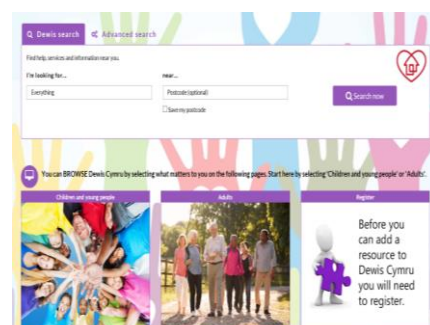 Dewis search
Advanced search
Find help, services and information near you.
I'm looking for...
near...
Everything
Postcode (optional)
Search now
Save my postcode
You can BROWSE Dewis Cymru by selecting what matters to you on the following pages. Start here by selecting 'Children and young people' or 'Adults'.
Children and young people
Adults
Register
Before you
can add a
resource to
Dewis Cymru
you will need
to register.